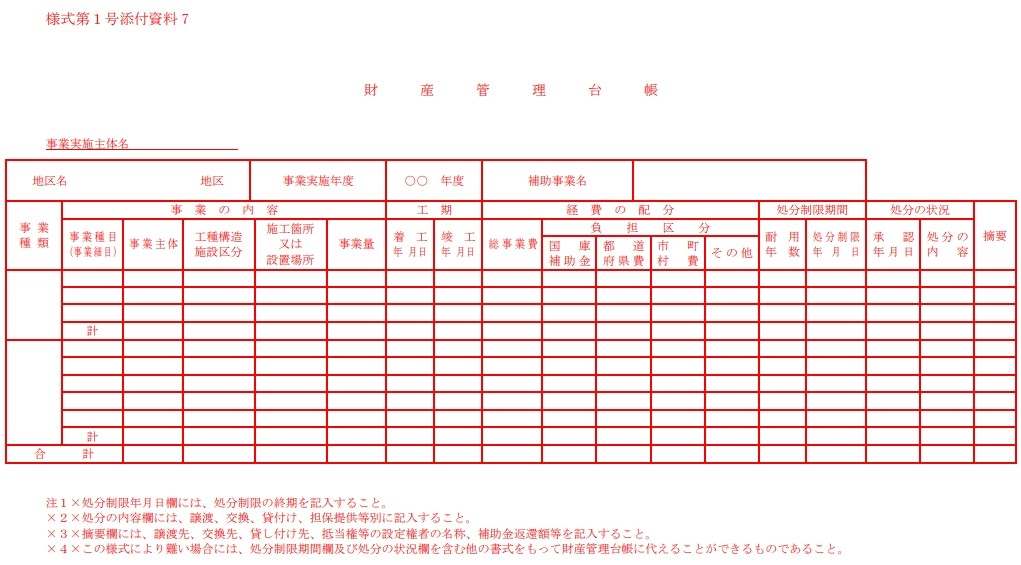 様式第１号添付資料７
財　産　管　理　台　帳
事業実施主体名
地区名　地区　事業実施年度　〇〇　年度　補助事業名
事業種類　事業の内容　工期　経費の配分　処分制限期間　処分の状況　摘要
事業種目（事業細目）　事業主体　工種構造施設区分　施工箇所又は設置場所　事業量　着工年月日　竣工年月日　総事業費　負担区分　耐用年数　処分制限年月日　承認年月日　処分の内容
国庫補助金　都道府県費　市町村費　その他
計
計
合　計
注１×処分制限年月日欄には、処分制限の終期を記入すること。
×２×処分の内容欄には、譲渡、交換、貸付け、担保提供等別に記入すること。
×３×摘要欄には、譲渡先、交換先、貸し付け先、抵当権等の設定権者の名称、補助金返還額等を記入すること。
×４×この様式により難い場合には、処分制限期間欄及び処分の状況欄を含む他の書式をもって財産管理台帳に代えることができるものであること。